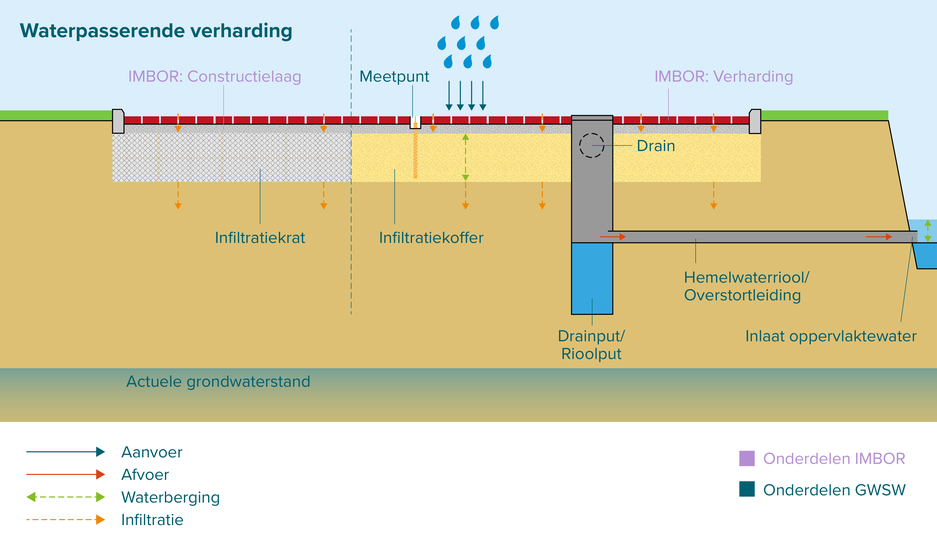 Waterpasserende verharding
IMBOR: Constructielaag
Meetpunt
IMBOR: Verharding
Drain
Infiltratiekrat
Infiltratiekoffer
Hemelwaterriool/
Overstortleiding
Drainput/
Rioolput
Inlaat oppervlaktewater
Actuele grondwaterstand
Aanvoer
Afvoer
Waterberging
Infiltratie
Onderdelen IMBOR
Onderdelen GWSW